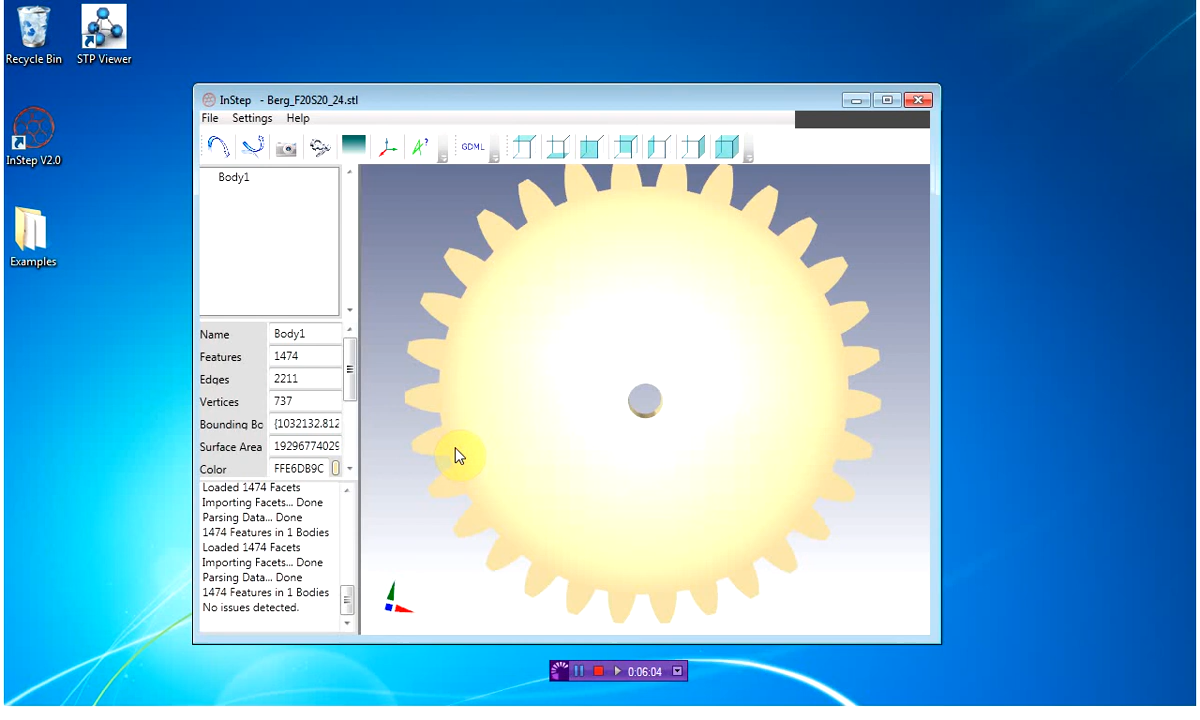 Recycle Bin
STP Viewer
InStep V2.0
Examples
InStep - Berg_F20S20_24.stl
File Settings Help
GDML
Body1
Name Body1
Features 1474
Edges 2211
Vertices 737
Bounding Bo {1032132.812
Surface Area 19296774029
Color FFE6DB9C
Loaded 1474 Facets
Importing Facets... Done
Parsing Data... Done
1474 Features in 1 Bodies
Loaded 1474 Facets
Importing Facets... Done
Parsing Data... Done
1474 Features in 1 Bodies
No issues detected.
0:06:04